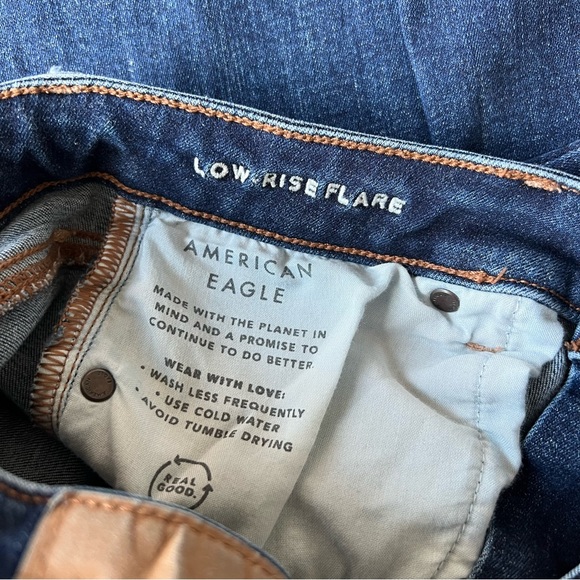 LOW-RISE FLARE
AMERICAN
EAGLE
MADE WITH THE PLANET IN
MIND AND A PROMISE TO
CONTINUE TO DO BETTER.
WEAR WITH LOVE:
• WASH LESS FREQUENTLY
• USE COLD WATER
• AVOID TUMBLE DRYING
REAL
GOOD.